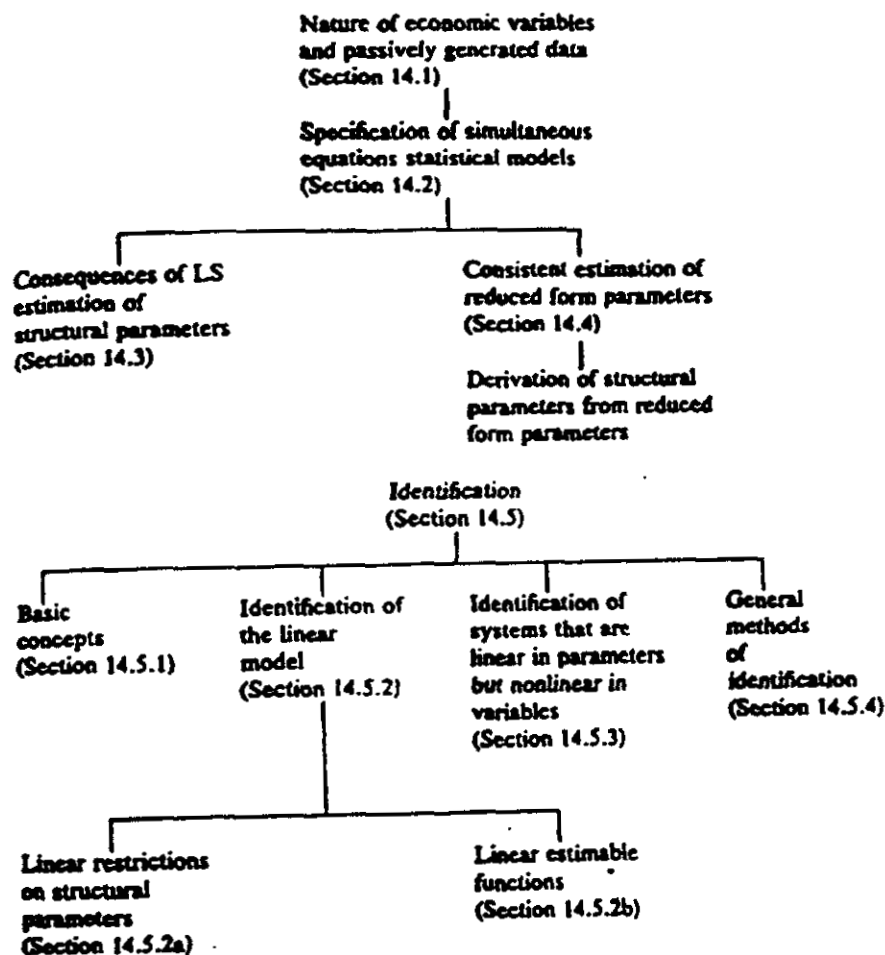 Nature of economic variables
and passively generated data
(Section 14.1)
Specification of simultaneous
equations statistical models
(Section 14.2)
Consequences of LS
estimation of
structural parameters
(Section 14.3)
Consistent estimation of
reduced form parameters
(Section 14.4)
Derivation of structural
parameters from reduced
form parameters
Identification
(Section 14.5)
Basic
concepts
(Section 14.5.1)
Identification of
the linear
model
(Section 14.5.2)
Identification of
systems that are
linear in parameters
but nonlinear in
variables
(Section 14.5.3)
General
methods
of
identification
(Section 14.5.4)
Linear restrictions
on structural
parameters
(Section 14.5.2a)
Linear estimable
functions
(Section 14.5.2b)